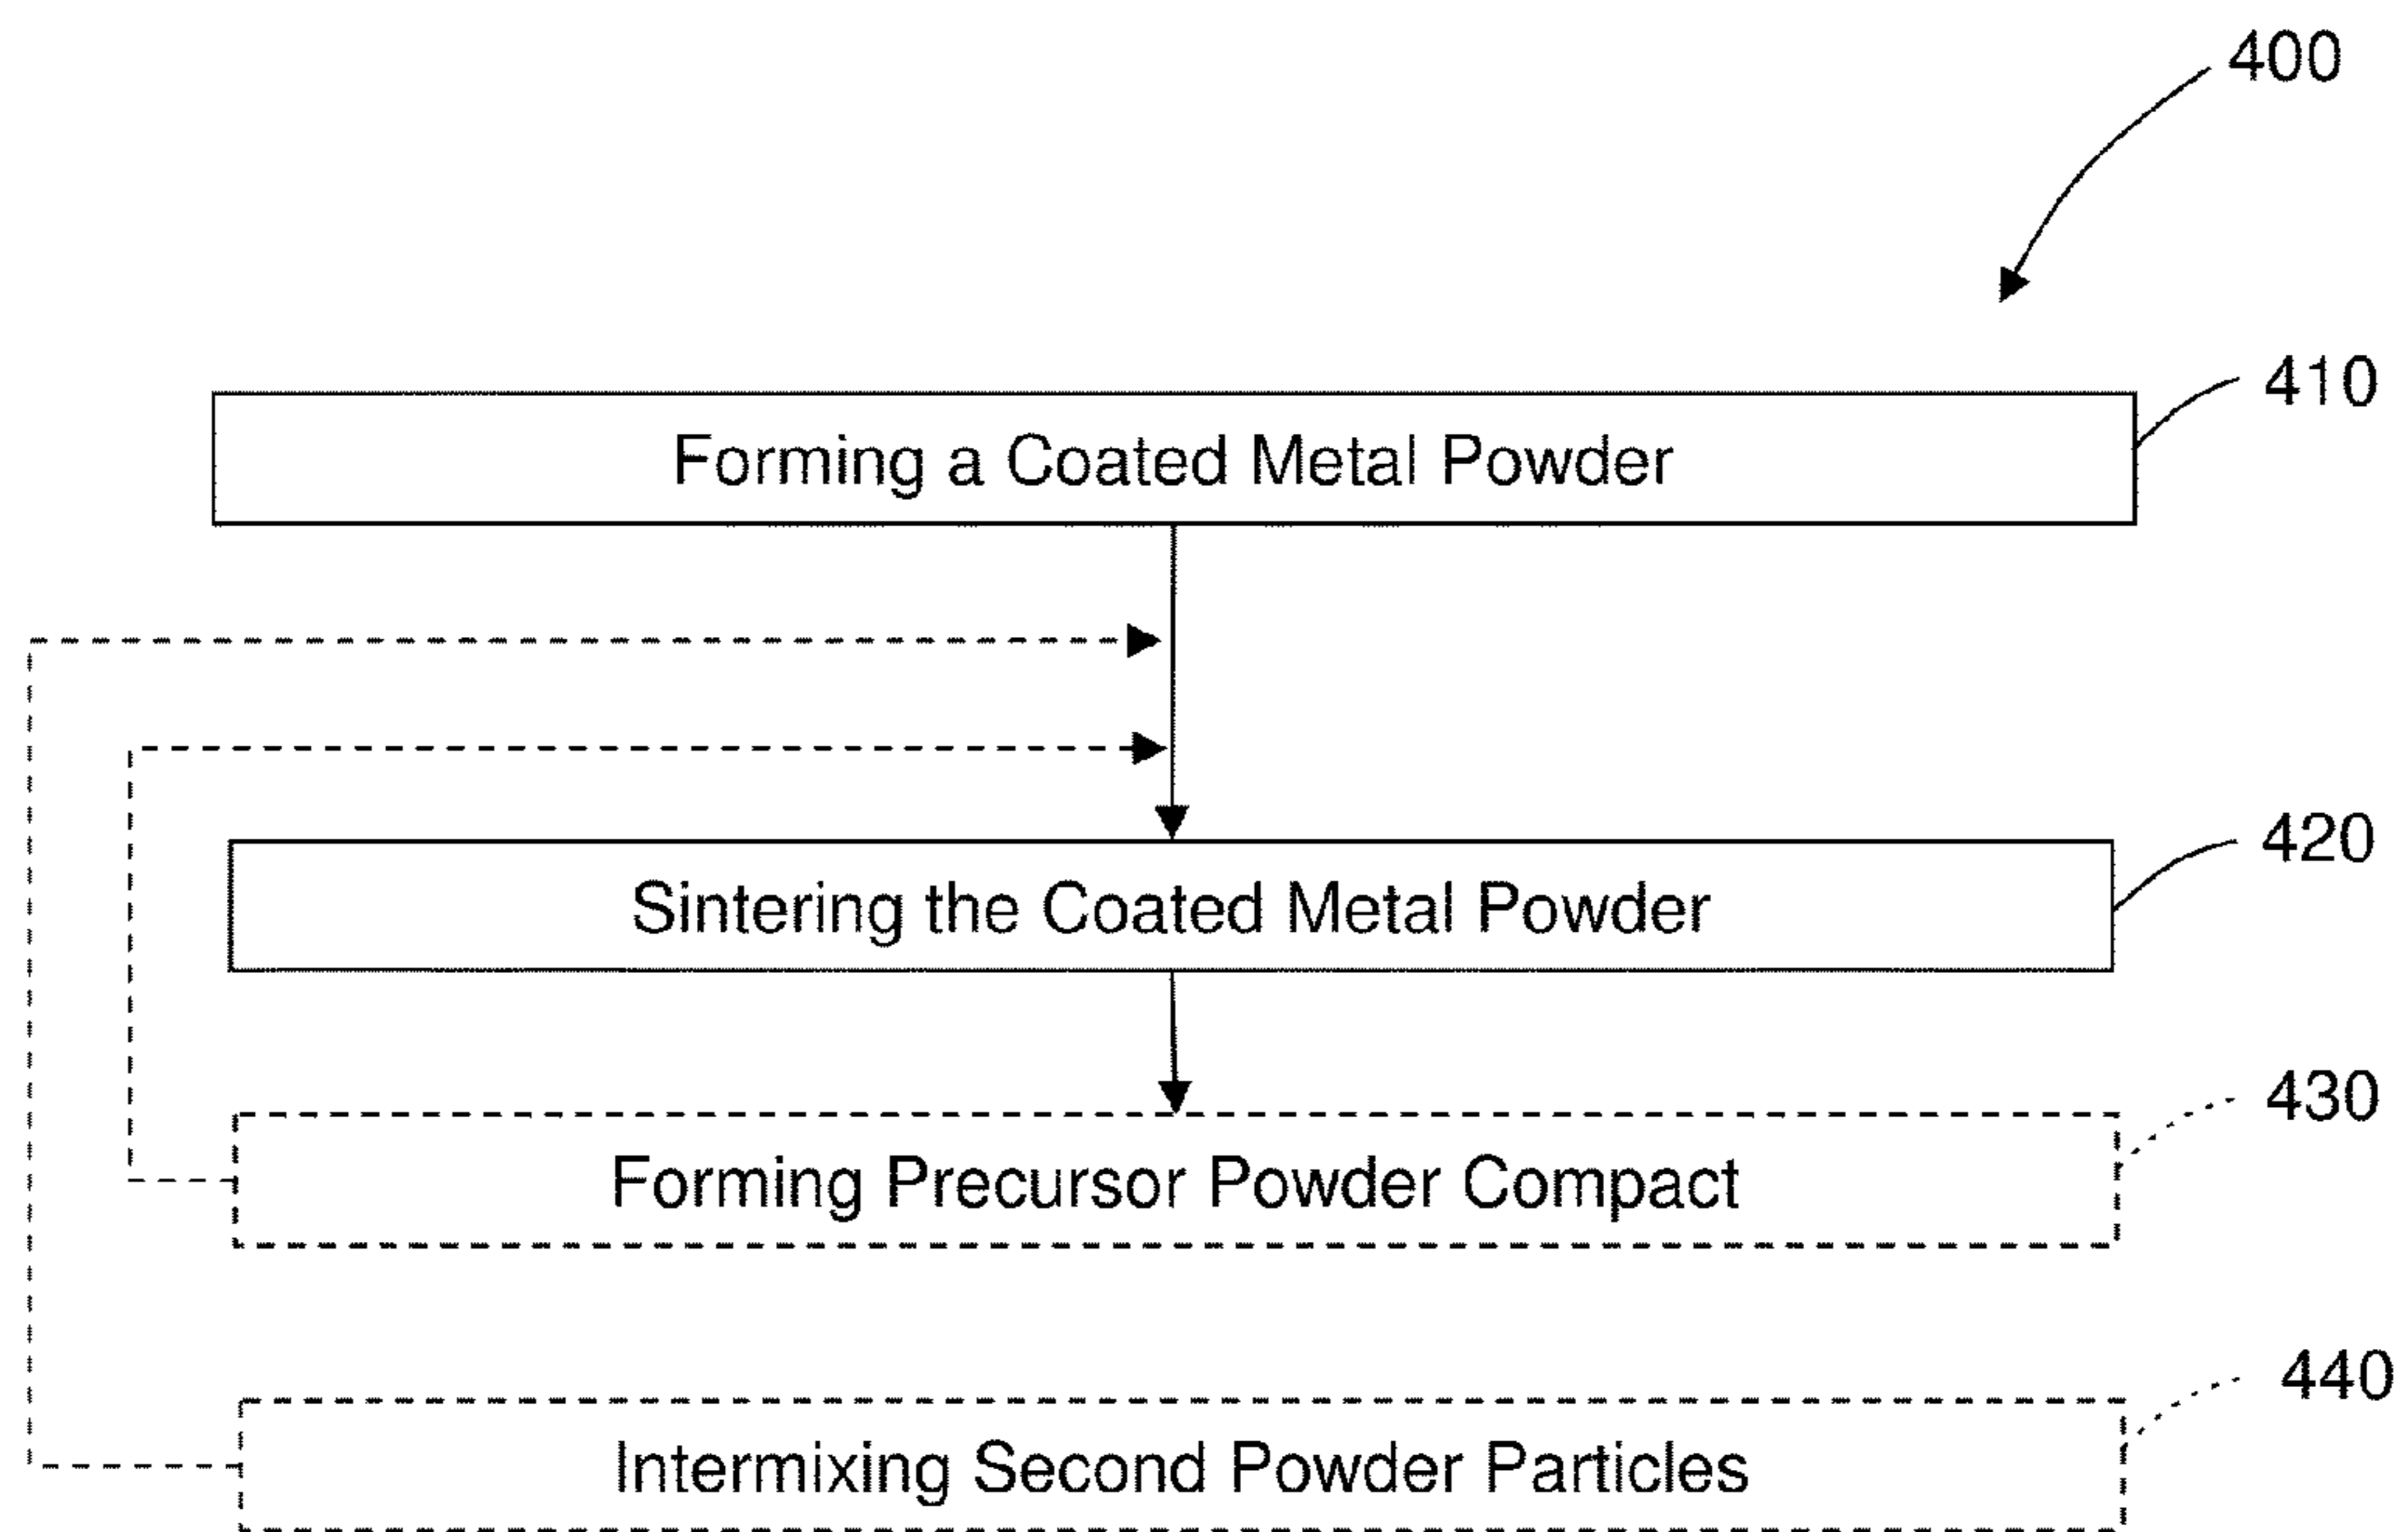 400
410
Forming a Coated Metal Powder
420
Sintering the Coated Metal Powder
430
Forming Precursor Powder Compact
440
Intermixing Second Powder Particles